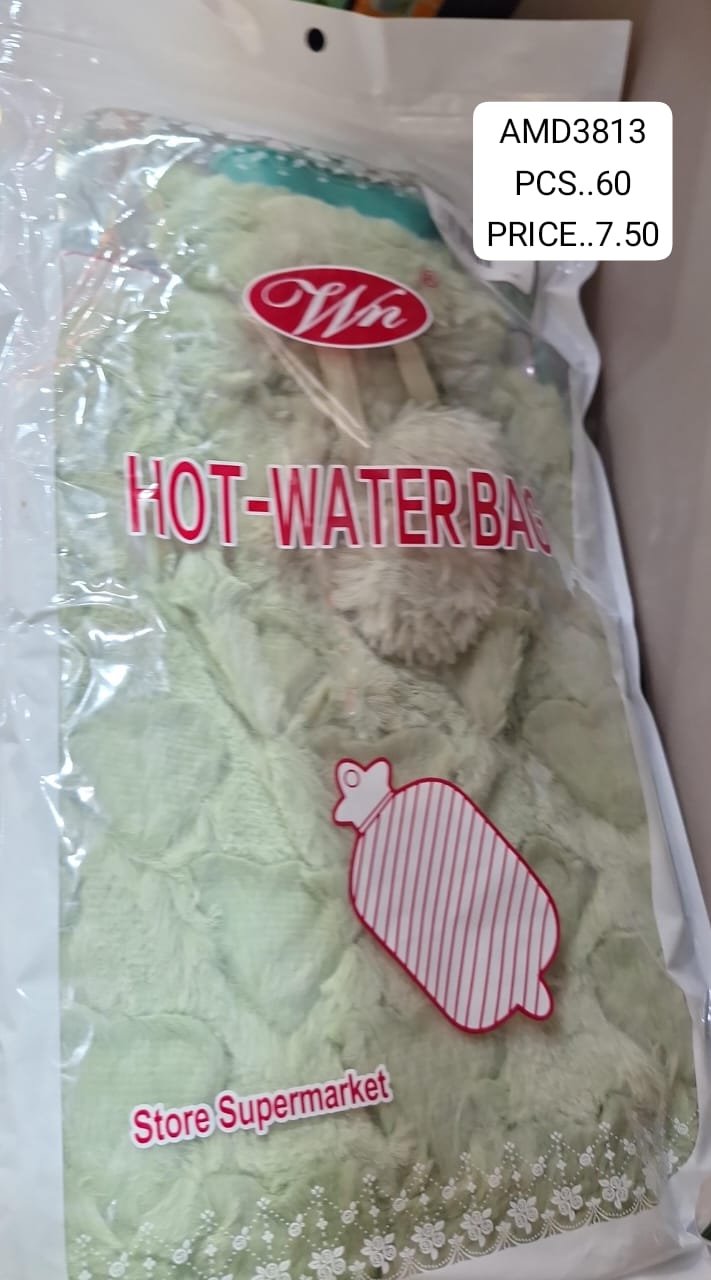 AMD3813
PCS..60
PRICE..7.50
Wn
®
HOT-WATER BAG
Store Supermarket